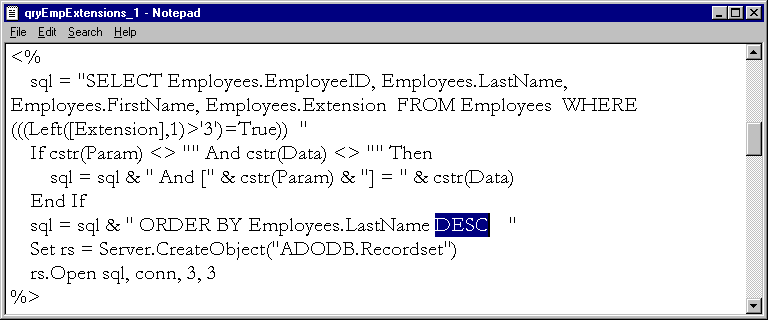 qryEmpExtensions_1 - Notepad
File Edit Search Help
<%
sql = "SELECT Employees.EmployeeID, Employees.LastName,
Employees.FirstName, Employees.Extension  FROM Employees  WHERE
(((Left([Extension],1)>'3')=True))  "
If cstr(Param) <> "" And cstr(Data) <> "" Then
sql = sql & " And [" & cstr(Param) & "] = " & cstr(Data)
End If
sql = sql & " ORDER BY Employees.LastName DESC   "
Set rs = Server.CreateObject("ADODB.Recordset")
rs.Open sql, conn, 3, 3
%>